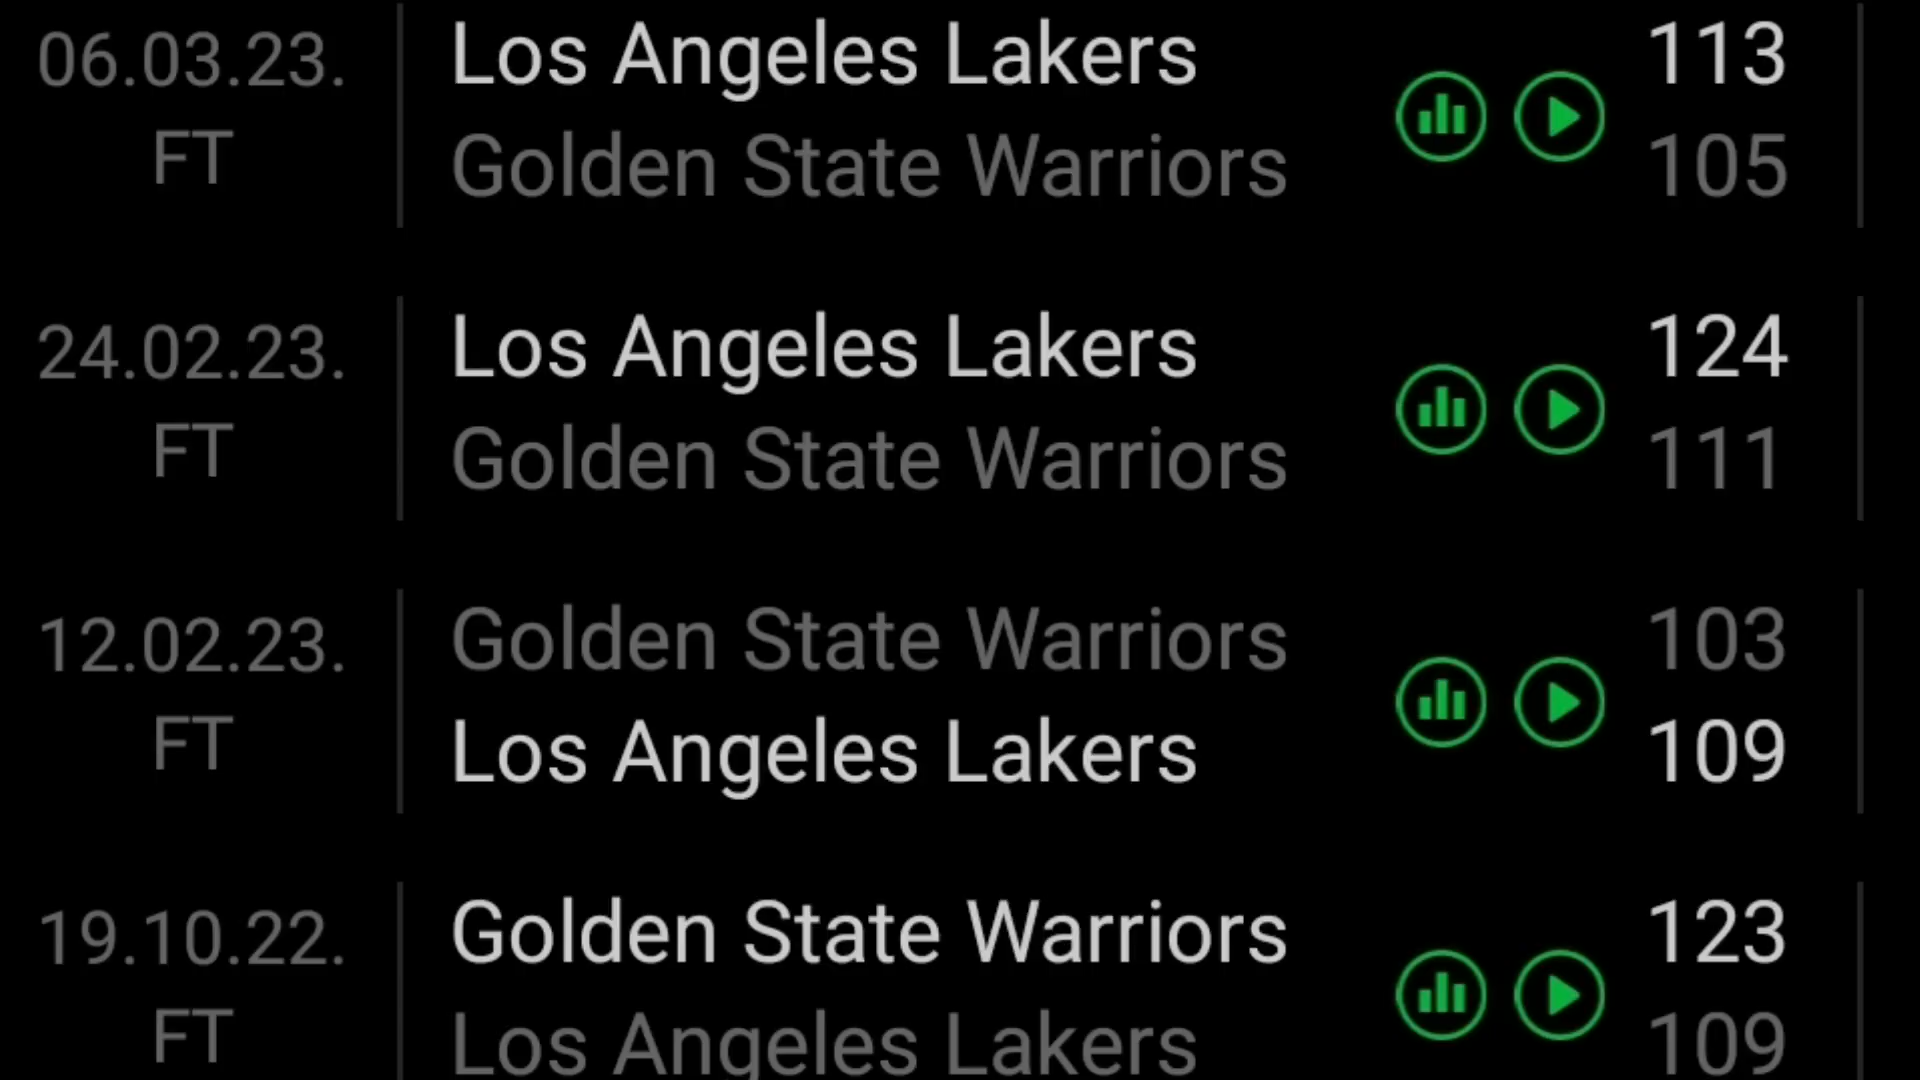 06.03.23.
FT
Los Angeles Lakers
Golden State Warriors
113
105
24.02.23.
FT
Los Angeles Lakers
Golden State Warriors
124
111
12.02.23.
FT
Golden State Warriors
Los Angeles Lakers
103
109
19.10.22.
FT
Golden State Warriors
Los Angeles Lakers
123
109